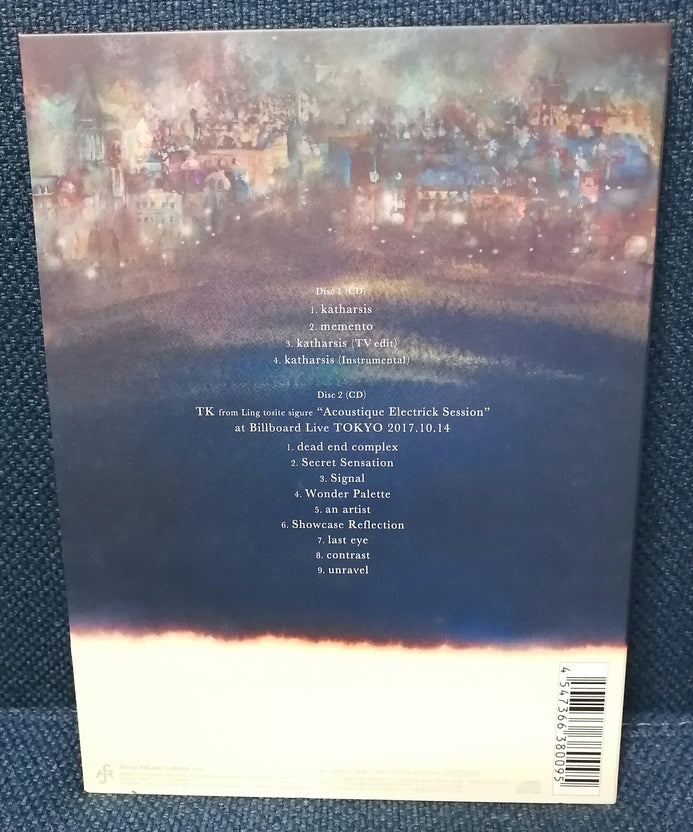 Disc 1 (CD)
1. katharsis
2. memento
3. katharsis (TV edit)
4. katharsis (Instrumental)
Disc 2 (CD)
TK from Ling tosite sigure “Acoustique Electrick Session”
at Billboard Live TOKYO 2017.10.14
1. dead end complex
2. Secret Sensation
3. Signal
4. Wonder Palette
5. an artist
6. Showcase Reflection
7. last eye
8. contrast
9. unravel
4547366380095